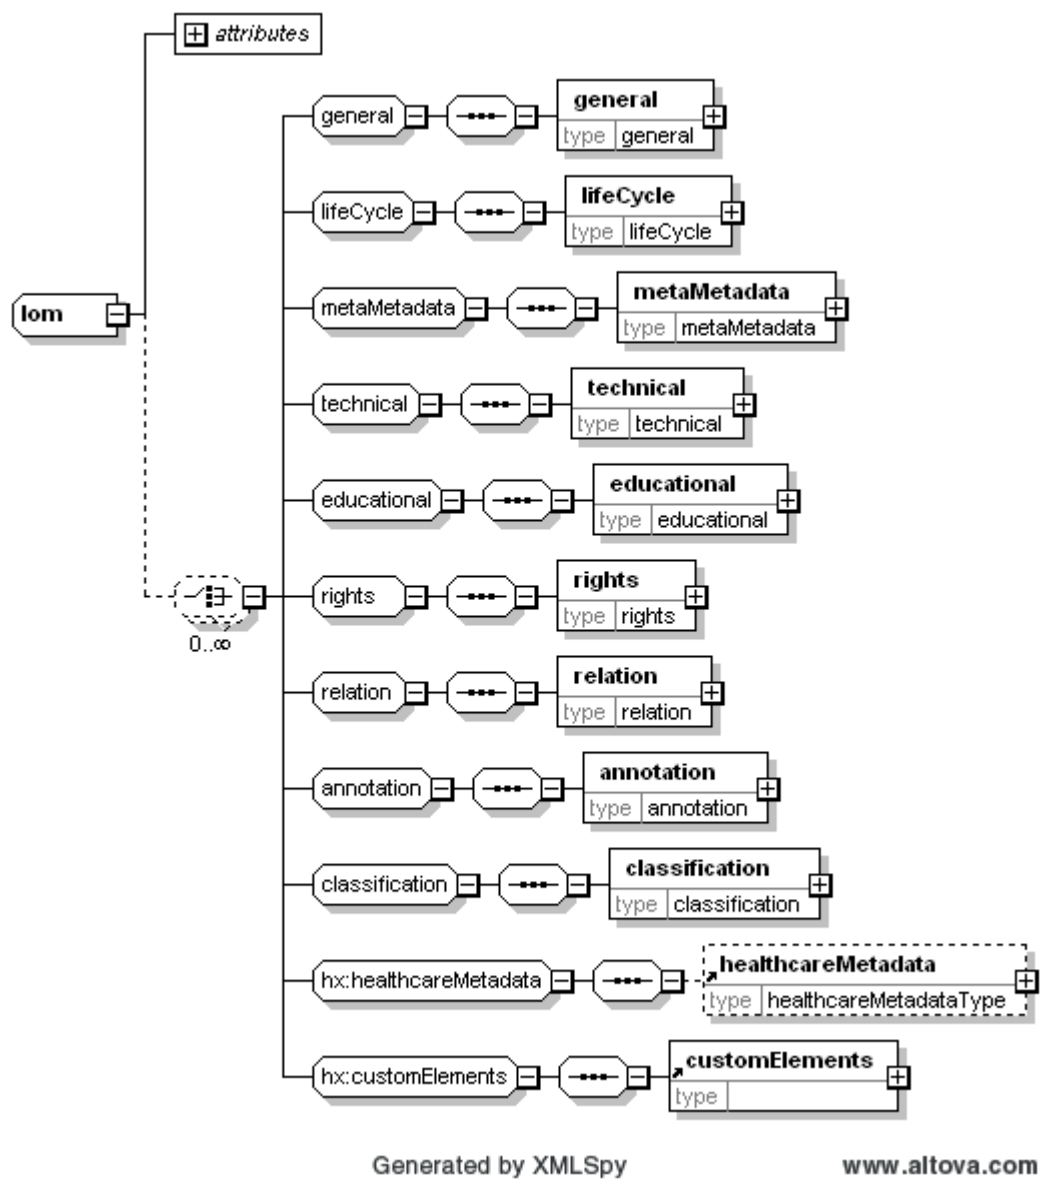 attributes
general
general
type general
lifeCycle
lifeCycle
type lifeCycle
lom
metaMetadata
metaMetadata
type metaMetadata
technical
technical
type technical
educational
educational
type educational
0..∞
rights
rights
type rights
relation
relation
type relation
annotation
annotation
type annotation
classification
classification
type classification
hx:healthcareMetadata
healthcareMetadata
type healthcareMetadataType
hx:customElements
customElements
type
Generated by XMLSpy www.altova.com